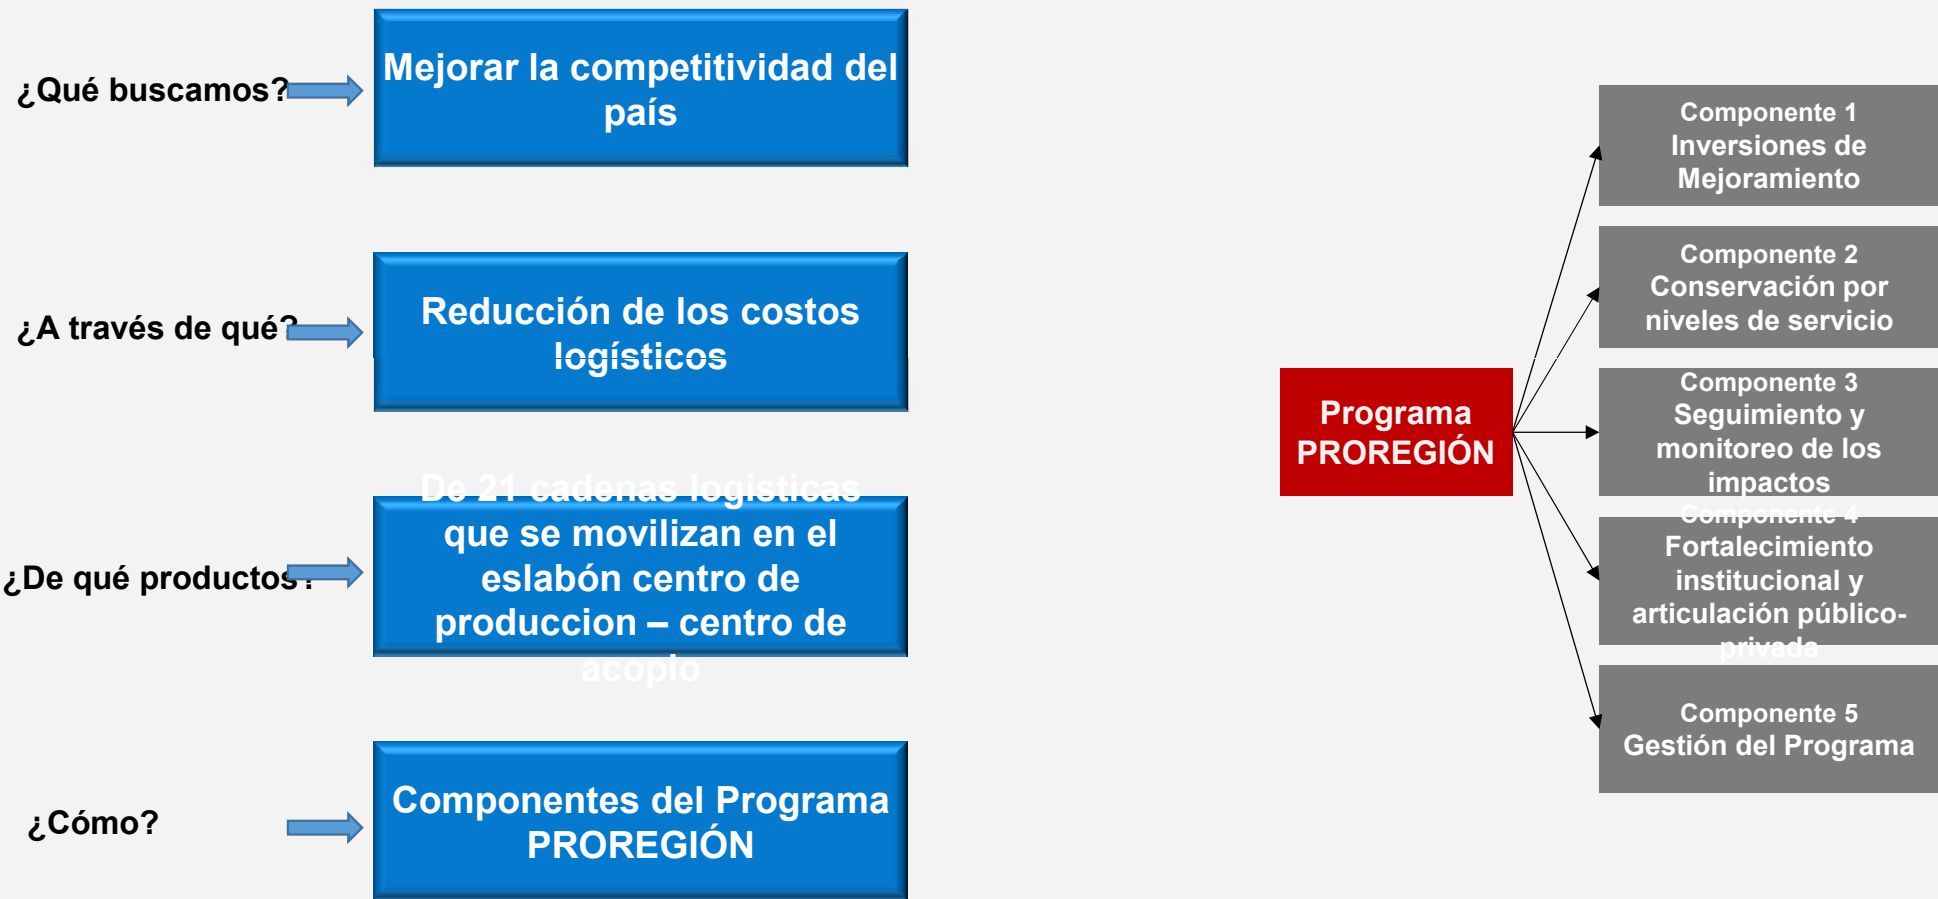 ¿Qué buscamos?
Mejorar la competitividad del
país
¿A través de qué?
Reducción de los costos
logísticos
¿De qué productos?
De 21 cadenas logísticas
que se movilizan en el
eslabón centro de
produccion – centro de
acopio
¿Cómo?
Componentes del Programa
PROREGIÓN
Programa
PROREGIÓN
Componente 1
Inversiones de
Mejoramiento
Componente 2
Conservación por
niveles de servicio
Componente 3
Seguimiento y
monitoreo de los
impactos
Componente 4
Fortalecimiento
institucional y
articulación público-
privada
Componente 5
Gestión del Programa